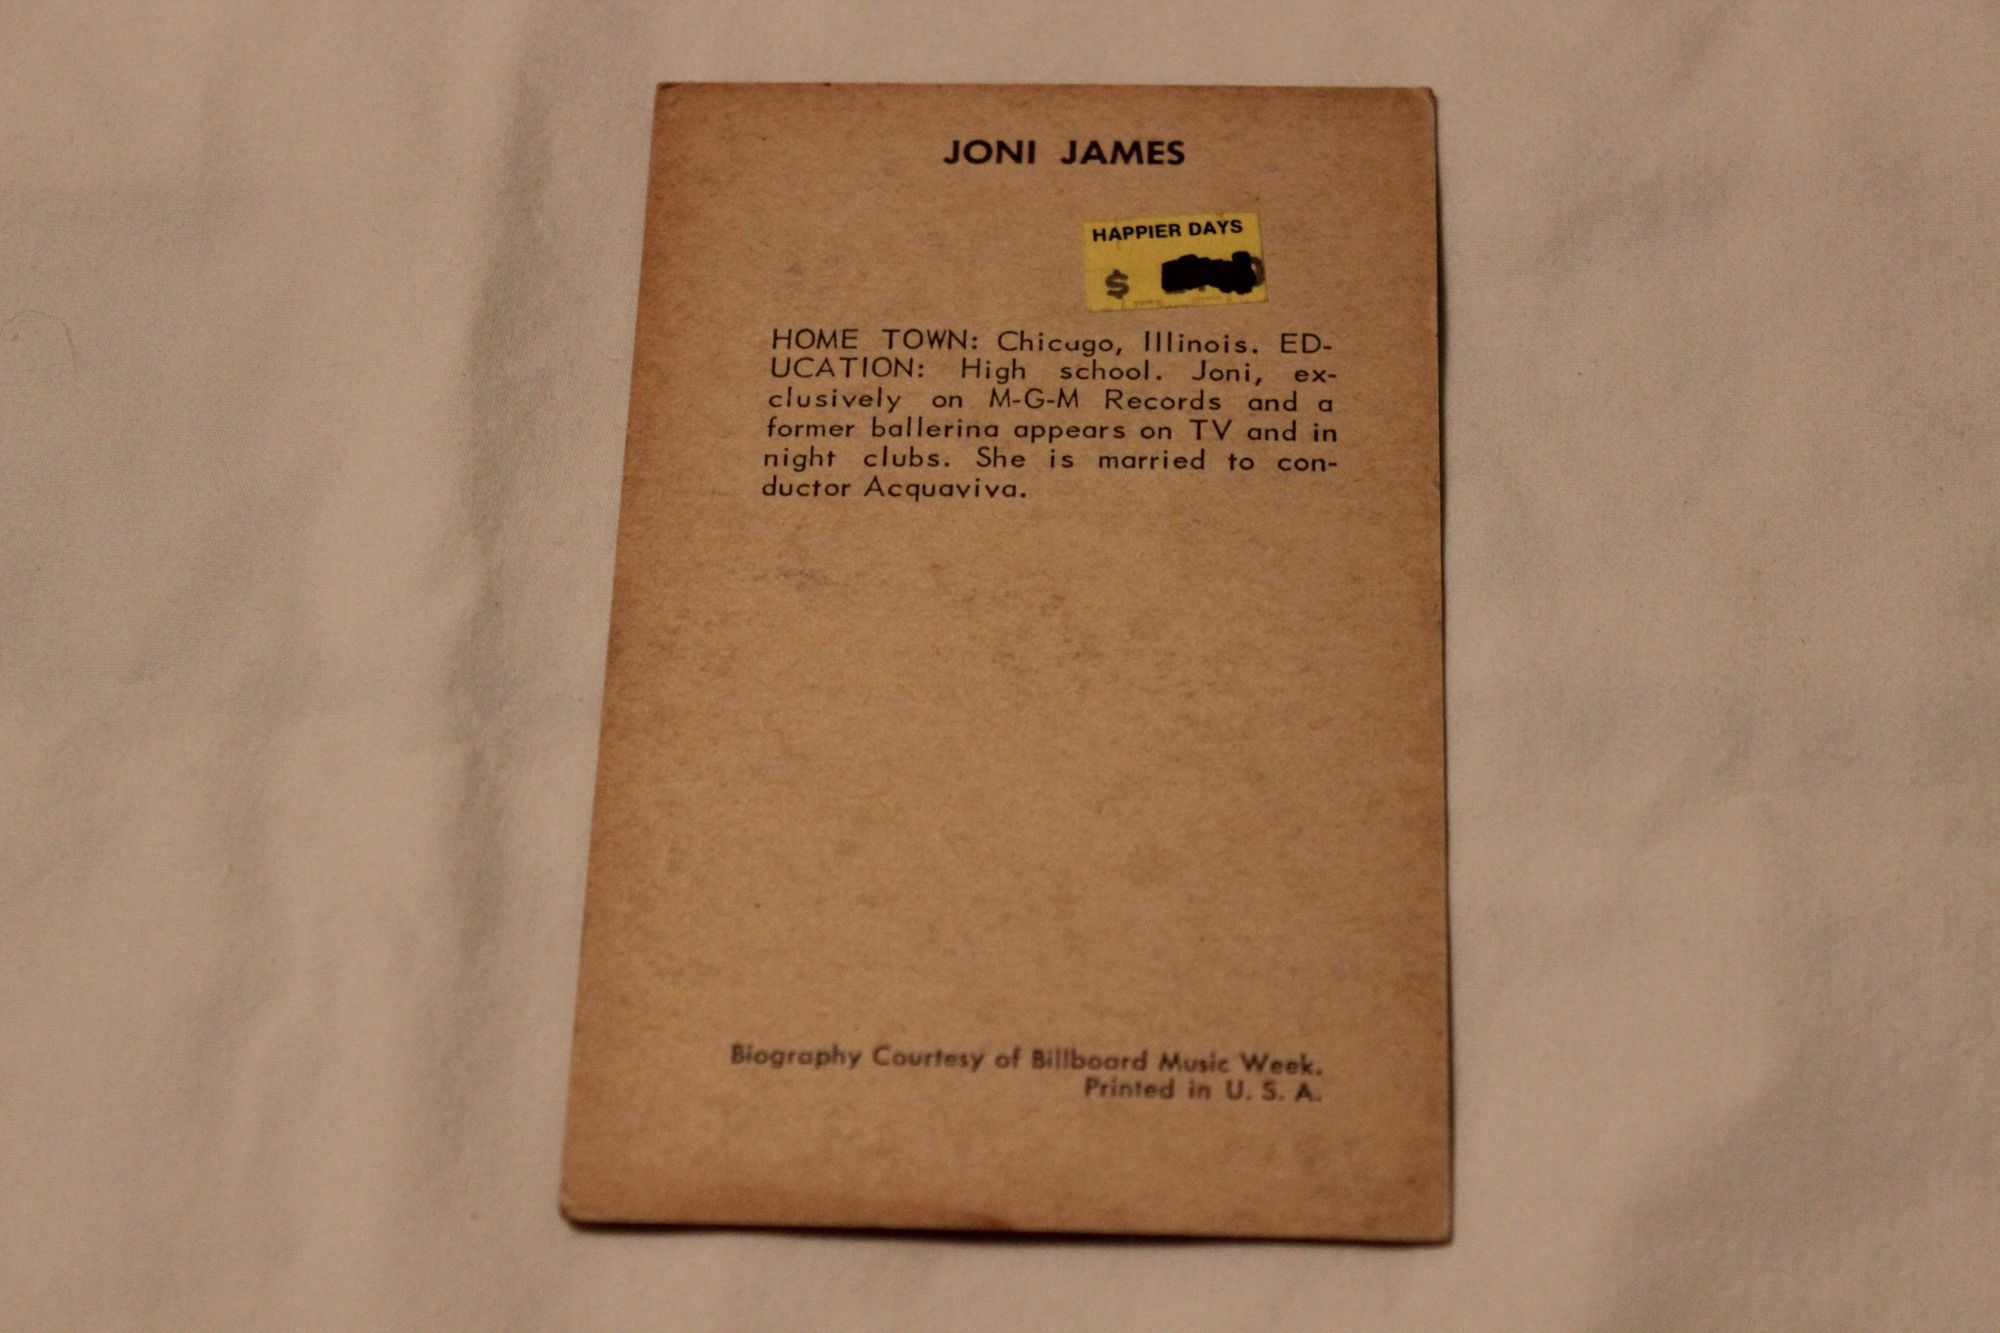 JONI JAMES
HAPPIER DAYS
$
HOME TOWN: Chicago, Illinois. ED-
UCATION: High school. Joni, ex-
clusively on M-G-M Records and a
former ballerina appears on TV and in
night clubs. She is married to con-
ductor Acquaviva.
Biography Courtesy of Billboard Music Week.
Printed in U. S. A.